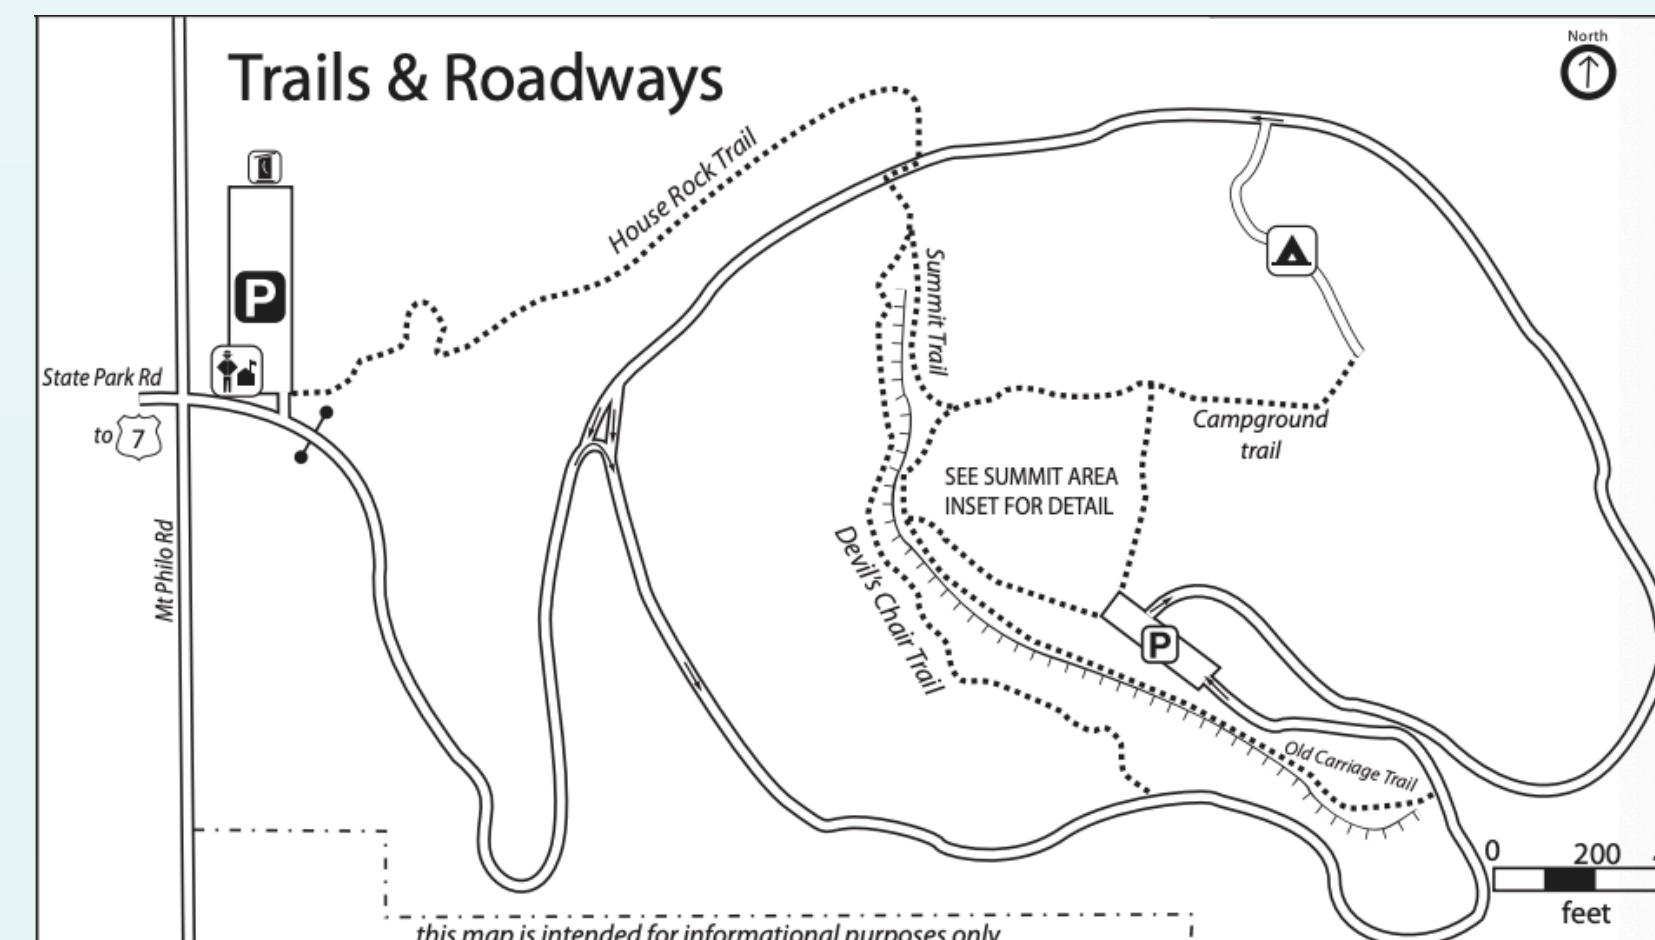 Trails & Roadways
North
House Rock Trail
P
Summit Trail
State Park Rd
to 7
Campground
trail
SEE SUMMIT AREA
INSET FOR DETAIL
Mt Philo Rd
Devil's Chair Trail
P
Old Carriage Trail
0 200
feet
this map is intended for informational purposes only